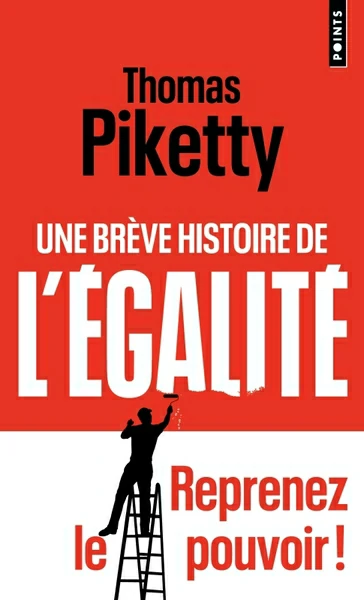 POINTS
Thomas
Piketty
UNE BRÈVE HISTOIRE DE
L'ÉGALITÉ
Reprenez
le pouvoir !